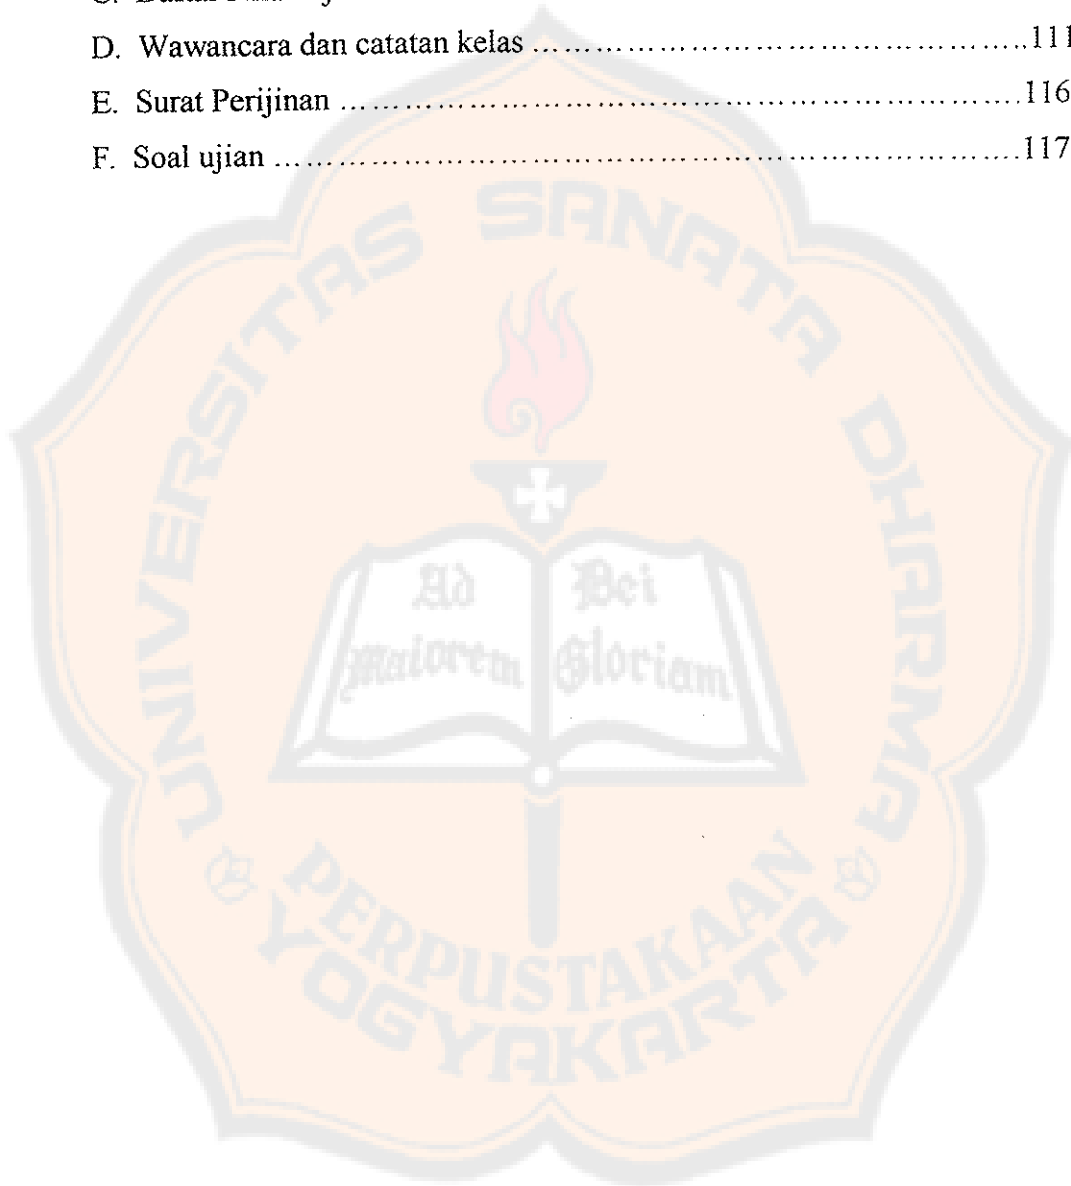 D. Wawancara dan catatan kelas ................................................111
E. Surat Perijinan ..................................................................116
F. Soal ujian .........................................................................117
UNIVERSITAS SANATA DHARMA
Ad Dei
Maiorem Gloriam
PERPUSTAKAAN
YOGYAKARTA